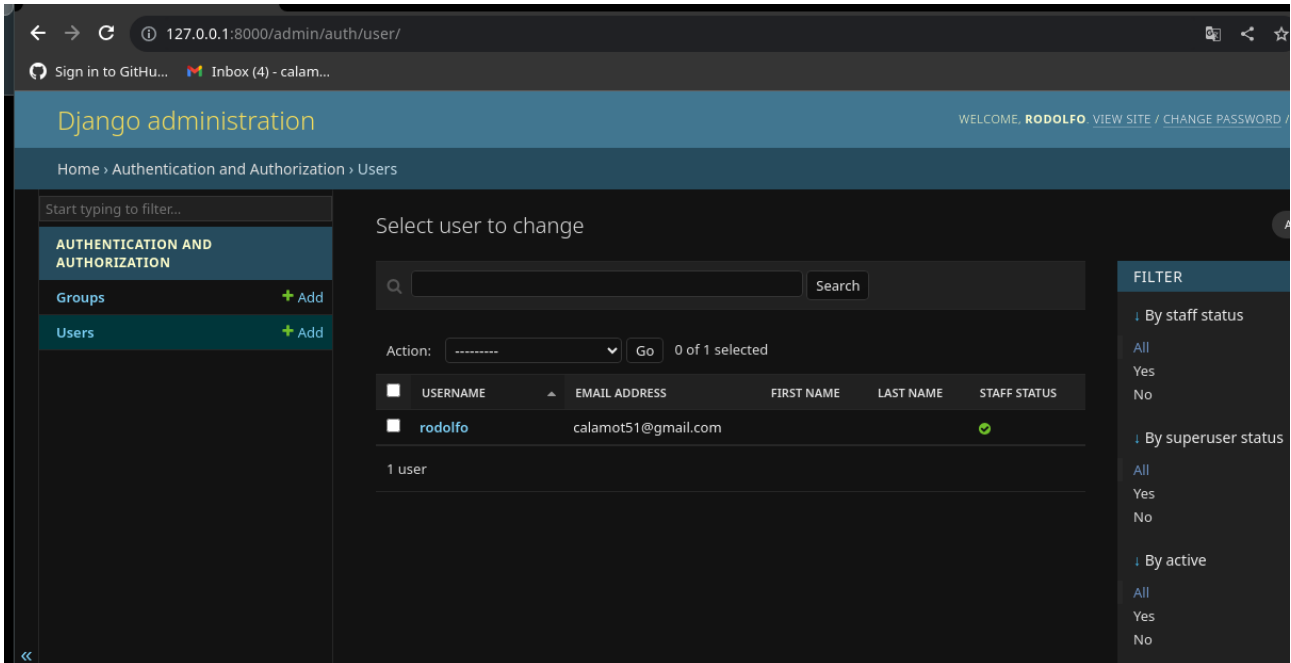 127.0.0.1:8000/admin/auth/user/
Sign in to GitHu... Inbox (4) - calam...
Django administration
WELCOME, RODOLFO. VIEW SITE / CHANGE PASSWORD /
Home › Authentication and Authorization › Users
Start typing to filter...
AUTHENTICATION AND
AUTHORIZATION
Groups + Add
Users + Add
«
Select user to change
A
Search
Action: --------- Go 0 of 1 selected
USERNAME EMAIL ADDRESS FIRST NAME LAST NAME STAFF STATUS
rodolfo calamot51@gmail.com
1 user
FILTER
↓ By staff status
All
Yes
No
↓ By superuser status
All
Yes
No
↓ By active
All
Yes
No